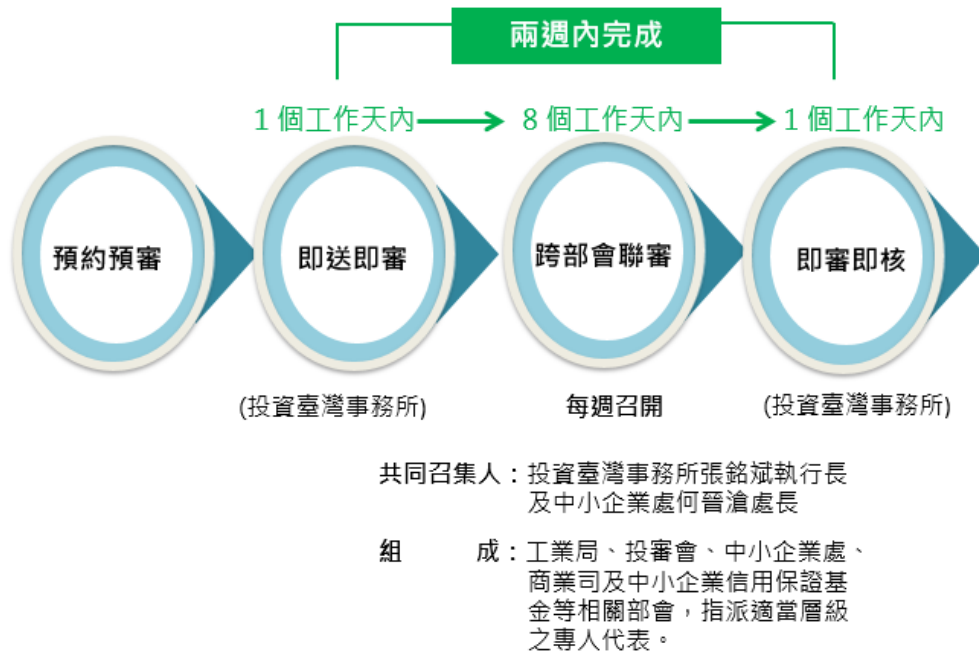 兩週內完成
1 個工作天內
8 個工作天內
1 個工作天內
預約預審
即送即審
跨部會聯審
即審即核
(投資臺灣事務所)
每週召開
(投資臺灣事務所)
共同召集人：投資臺灣事務所張銘斌執行長
及中小企業處何晉滄處長
組 成：工業局、投審會、中小企業處、
商業司及中小企業信用保證基
金等相關部會，指派適當層級
之專人代表。